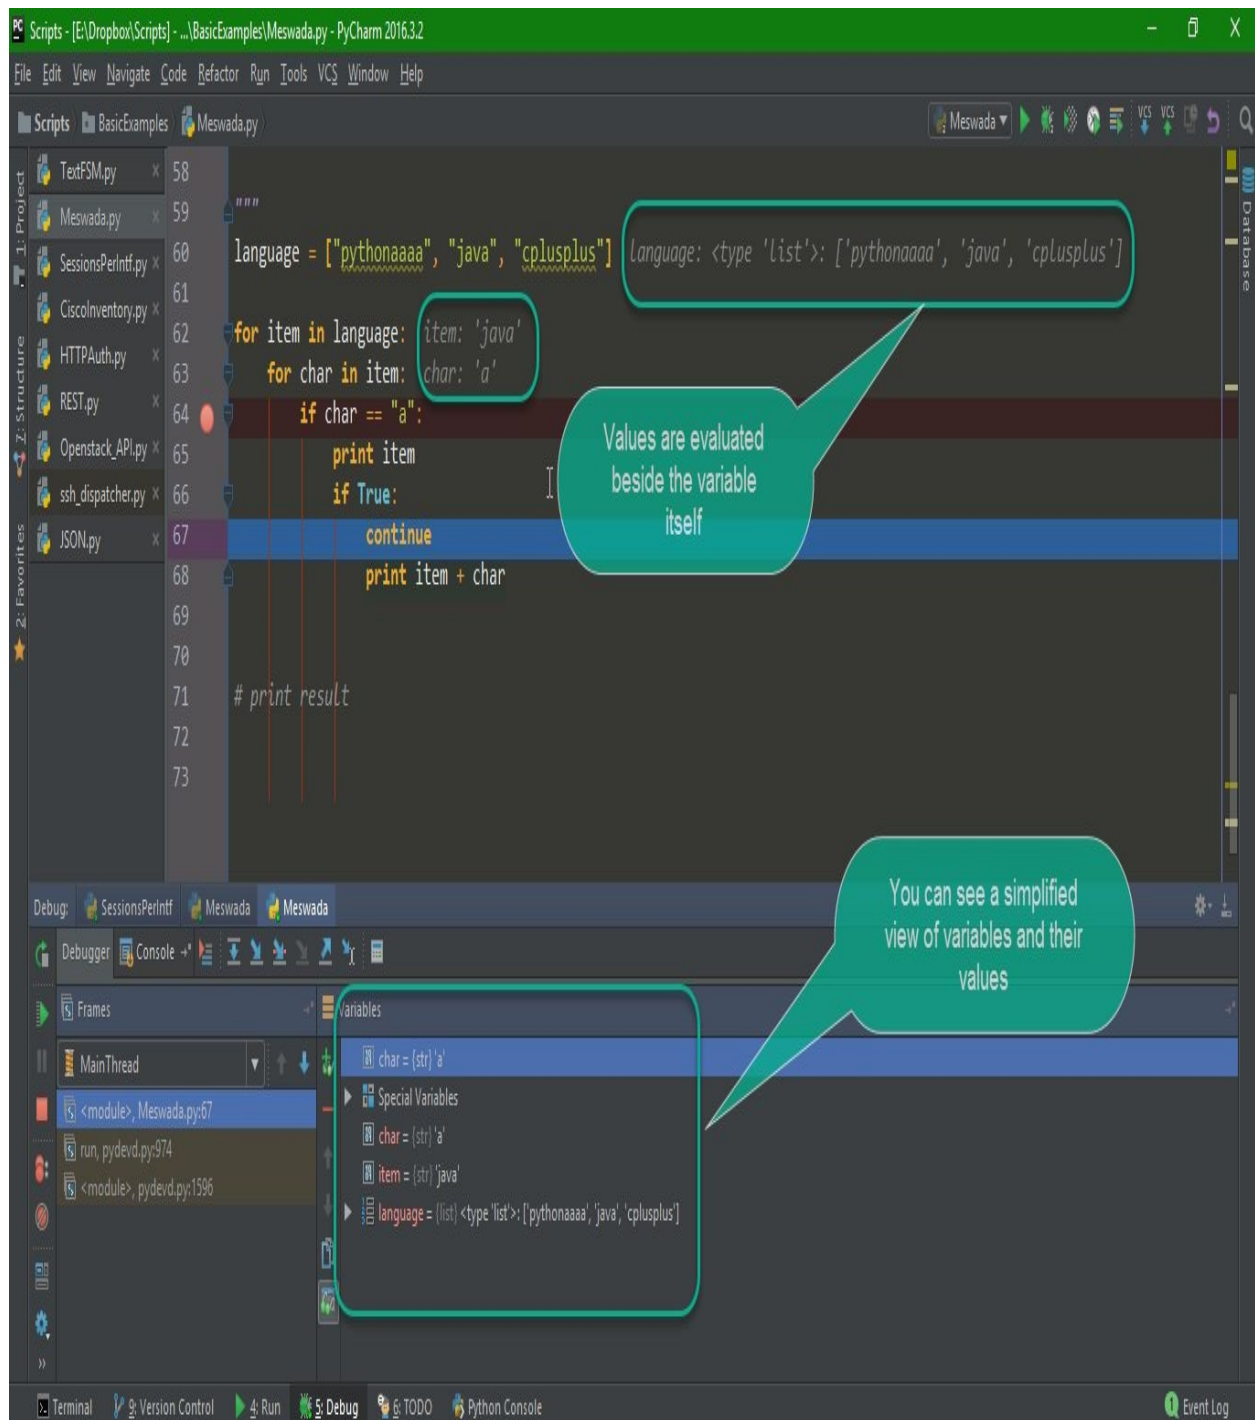 Scripts - [E:\Dropbox\Scripts] - ...\BasicExamples\Meswada.py - PyCharm 2016.3.2
File Edit View Navigate Code Refactor Run Tools VCS Window Help
Scripts BasicExamples Meswada.py
Meswada
VCS VCS
1: Project
7: Structure
2: Favorites
Database
TextFSM.py
Meswada.py
SessionsPerIntf.py
CiscoInventory.py
HTTPAuth.py
REST.py
Openstack_API.py
ssh_dispatcher.py
JSON.py
58
59 """
60 language = ["pythonaaaa", "java", "cplusplus"] language: <type 'list'>: ['pythonaaaa', 'java', 'cplusplus']
61
62 for item in language: item: 'java'
63 for char in item: char: 'a'
64 if char == "a":
65 print item
66 if True:
67 continue
68 print item + char
69
70
71 # print result
72
73
Values are evaluated
beside the variable
itself
You can see a simplified
view of variables and their
values
Debug: SessionsPerIntf Meswada Meswada
Debugger Console
Frames
Variables
MainThread
<module>, Meswada.py:67
run, pydevd.py:974
<module>, pydevd.py:1596
char = {str} 'a'
Special Variables
char = {str} 'a'
item = {str} 'java'
language = {list} <type 'list'>: ['pythonaaaa', 'java', 'cplusplus']
Terminal 9: Version Control 4: Run 5: Debug 6: TODO Python Console
1 Event Log